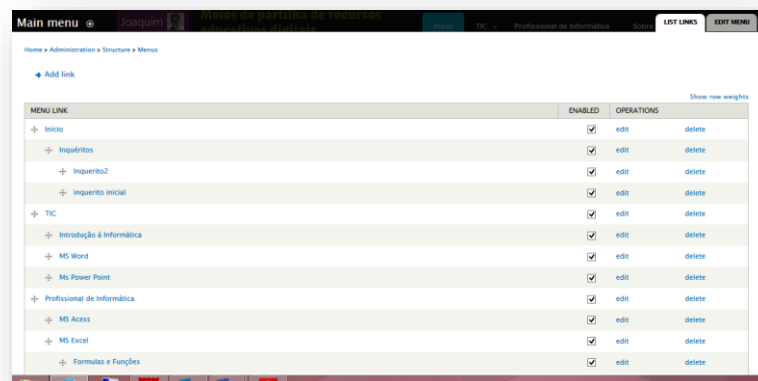 Main menu
Joaquim
Meios de partilha de recursos
educativos digitais
Início TIC Profissional de Informática Sobre
LIST LINKS EDIT MENU
Home » Administration » Structure » Menus
Add link
Show row weights
MENU LINK ENABLED OPERATIONS
Início edit delete
Inquéritos edit delete
Inquerito2 edit delete
inquerito inicial edit delete
TIC edit delete
Introdução á Informática edit delete
MS Word edit delete
Ms Power Point edit delete
Profissional de Informática edit delete
MS Acess edit delete
MS Excel edit delete
Formulas e Funções edit delete